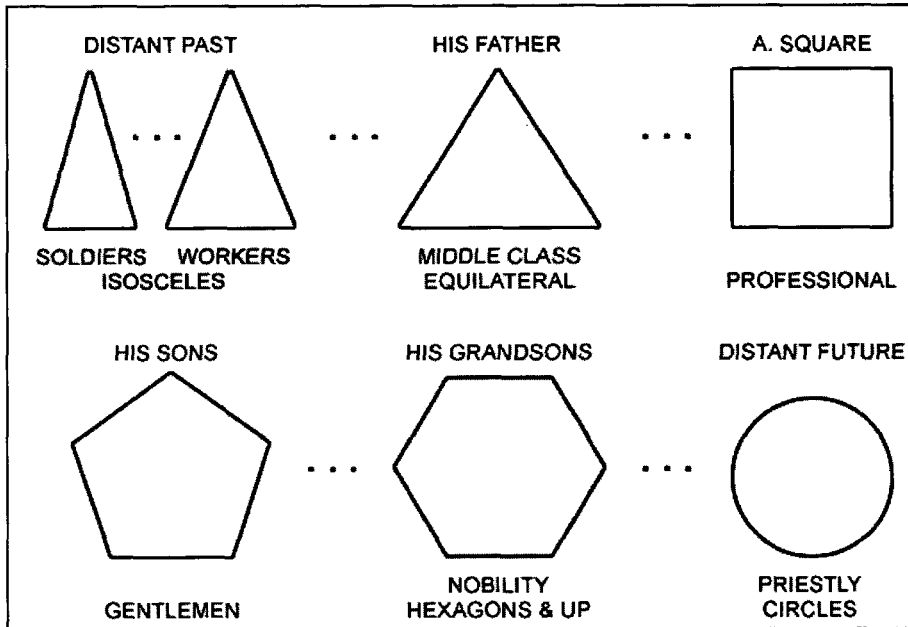 DISTANT PAST
HIS FATHER
A. SQUARE
... ... ...
SOLDIERS WORKERS
ISOSCELES
MIDDLE CLASS
EQUILATERAL
PROFESSIONAL
HIS SONS
HIS GRANDSONS
DISTANT FUTURE
... ...
GENTLEMEN
NOBILITY
HEXAGONS & UP
PRIESTLY
CIRCLES